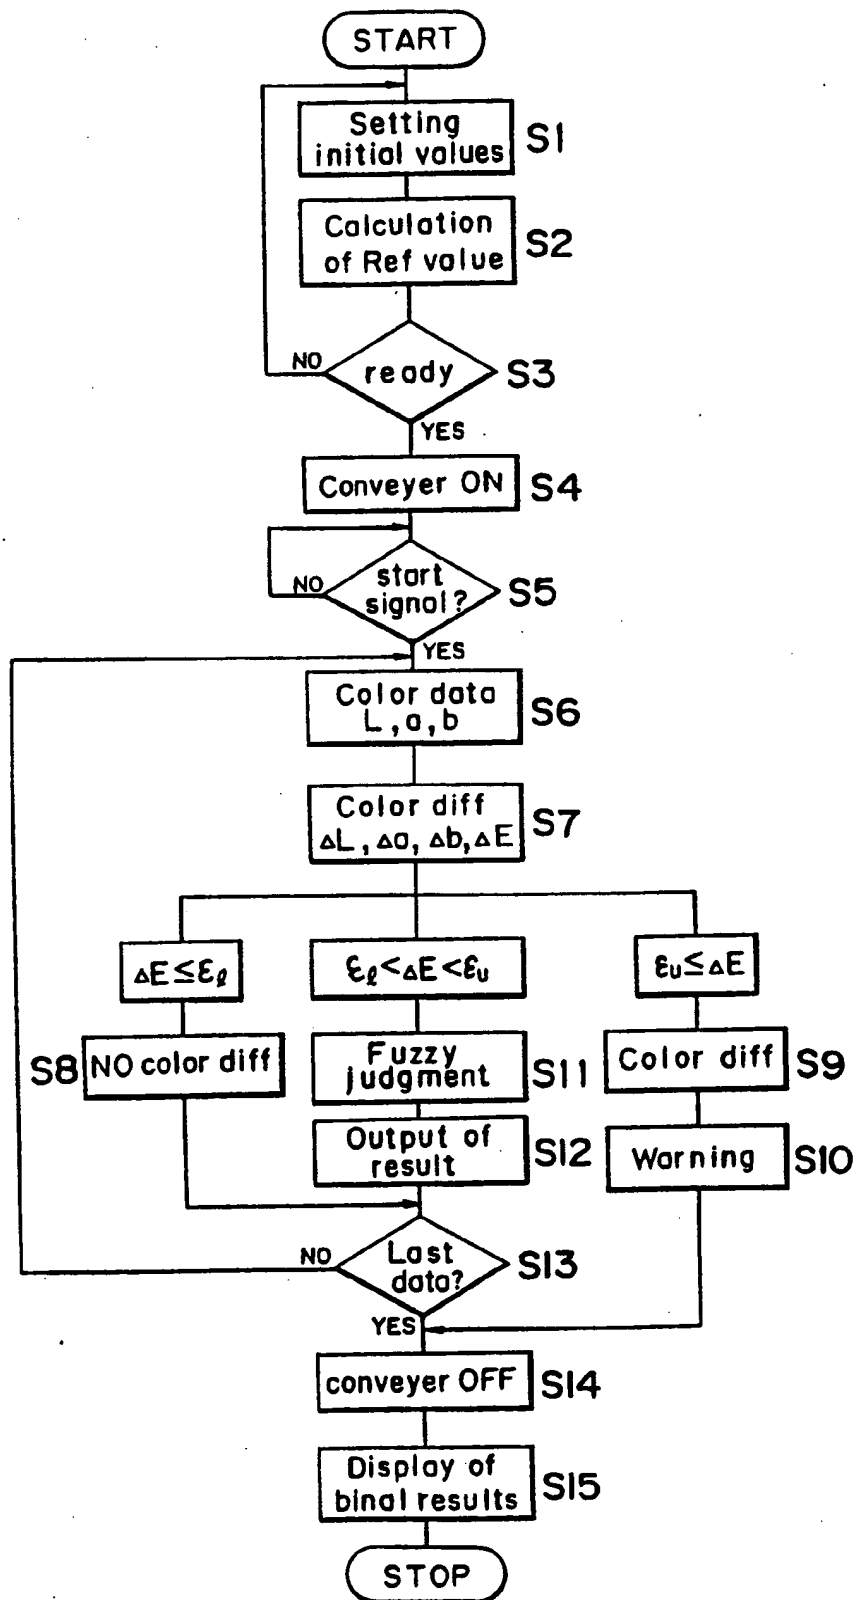 START
Setting
initial values
S1
Calculation
of Ref value
S2
NO
ready
S3
YES
Conveyer ON
S4
NO
start
signal?
S5
YES
Color data
L, a, b
S6
Color diff
ΔL, Δa, Δb, ΔE
S7
ΔE≤εℓ
εℓ<ΔE<εu
εu≤ΔE
S8
NO color diff
Fuzzy
judgment
S11
Color diff
S9
Output of
result
S12
Warning
S10
NO
Last
data?
S13
YES
conveyer OFF
S14
Display of
binal results
S15
STOP